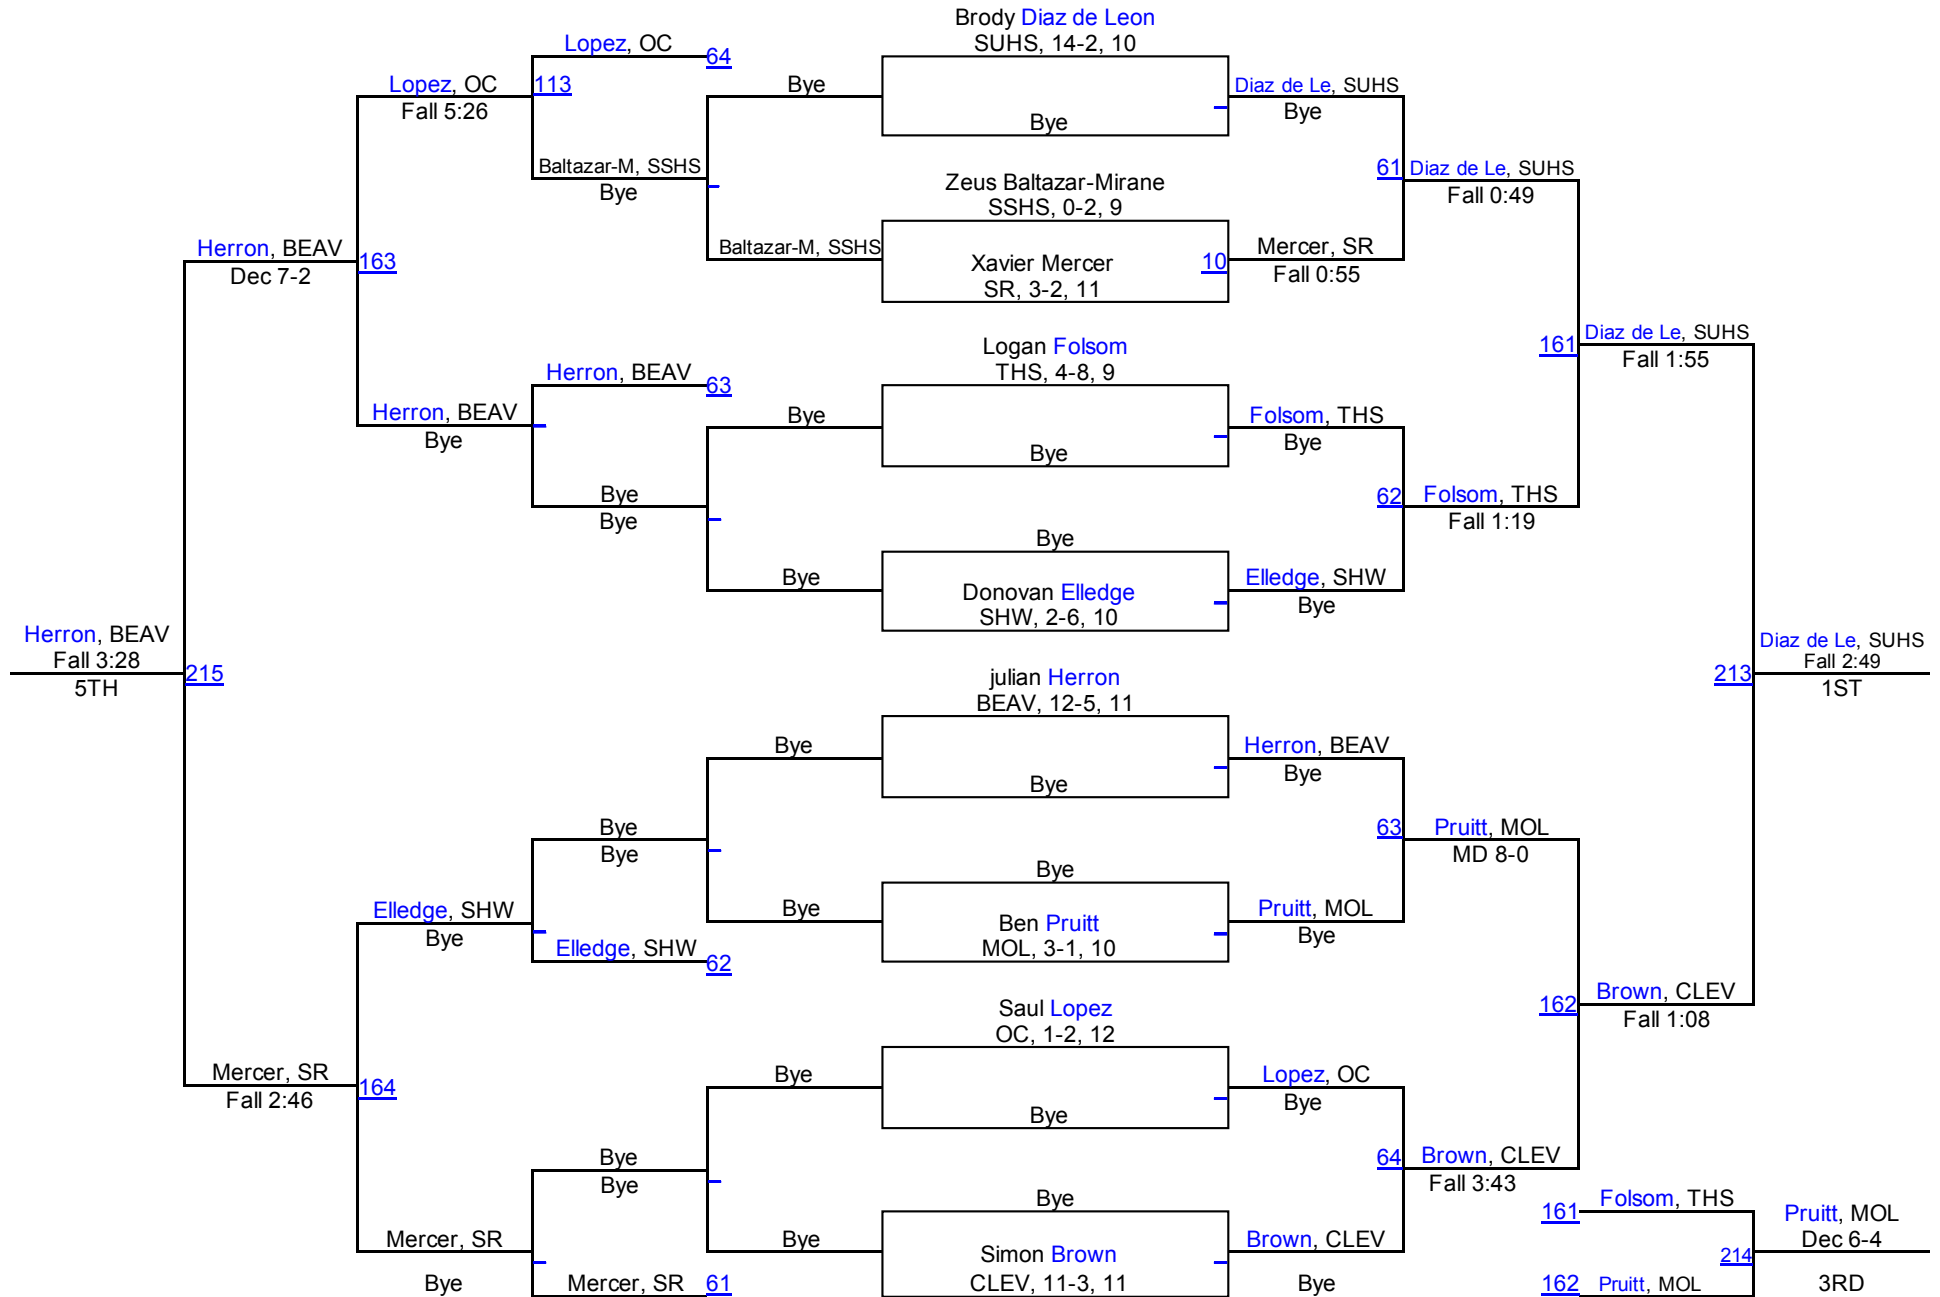 Brody Diaz de Leon
SUHS, 14-2, 10
Bye
Zeus Baltazar-Mirane
SSHS, 0-2, 9
Xavier Mercer
SR, 3-2, 11
10
Logan Folsom
THS, 4-8, 9
Bye
Bye
Donovan Elledge
SHW, 2-6, 10
julian Herron
BEAV, 12-5, 11
Bye
Bye
Ben Pruitt
MOL, 3-1, 10
Saul Lopez
OC, 1-2, 12
Bye
Bye
Simon Brown
CLEV, 11-3, 11
Diaz de Le, SUHS
Bye
Mercer, SR
Fall 0:55
Folsom, THS
Bye
Elledge, SHW
Bye
Herron, BEAV
Bye
Pruitt, MOL
Bye
Lopez, OC
Bye
Brown, CLEV
Bye
61
Diaz de Le, SUHS
Fall 0:49
62
Folsom, THS
Fall 1:19
63
Pruitt, MOL
MD 8-0
64
Brown, CLEV
Fall 3:43
161
Diaz de Le, SUHS
Fall 1:55
162
Brown, CLEV
Fall 1:08
213
Diaz de Le, SUHS
Fall 2:49
1ST
161
Folsom, THS
162
Pruitt, MOL
214
Pruitt, MOL
Dec 6-4
3RD
Bye
Baltazar-M, SSHS
Bye
Bye
Bye
Bye
Bye
Bye
Lopez, OC
64
Baltazar-M, SSHS
Bye
Herron, BEAV
63
Bye
Bye
Bye
Bye
Elledge, SHW
62
Bye
Bye
Mercer, SR
61
Lopez, OC
Fall 5:26
113
Herron, BEAV
Bye
Elledge, SHW
Bye
Mercer, SR
Bye
Herron, BEAV
Dec 7-2
163
Mercer, SR
Fall 2:46
164
Herron, BEAV
Fall 3:28
5TH
215